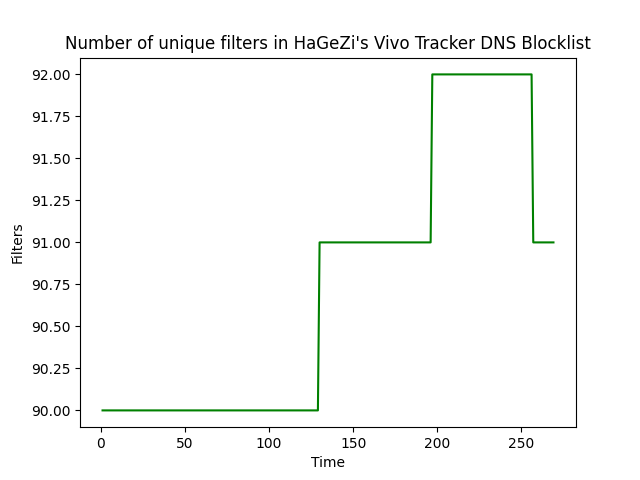 Number of unique filters in HaGeZi's Vivo Tracker DNS Blocklist
92.00
91.75
91.50
91.25
91.00
90.75
90.50
90.25
90.00
Filters
0 50 100 150 200 250
Time